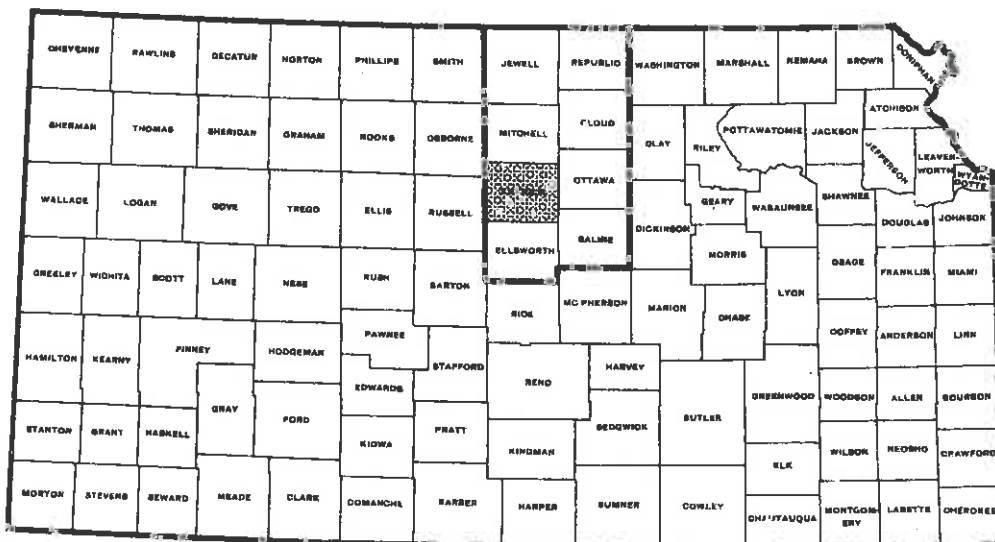 CHEYENNE RAWLINS DECATUR NORTON PHILLIPS SMITH JEWELL REPUBLIC WASHINGTON MARSHALL NEMAHA BROWN DONIPHAN
ATCHISON
SHERMAN THOMAS SHERIDAN GRAHAM ROOKS OSBORNE MITCHELL CLOUD CLAY RILEY POTTAWATOMIE JACKSON JEFFERSON LEAVEN-
WORTH WYAN-
DOTTE
WALLACE LOGAN GOVE TREGO ELLIS RUSSELL OTTAWA DICKINSON GEARY WABAUNSEE SHAWNEE DOUGLAS JOHNSON
ELLSWORTH SALINE MORRIS
GREELEY WICHITA SCOTT LANE NESS RUSH BARTON RICE MC PHERSON MARION CHASE LYON OSAGE FRANKLIN MIAMI
HAMILTON KEARNY FINNEY HODGEMAN PAWNEE STAFFORD RENO HARVEY COFFEY ANDERSON LINN
EDWARDS
GRAY FORD SEDGWICK BUTLER GREENWOOD WOODSON ALLEN BOURBON
STANTON GRANT HASKELL KIOWA PRATT KINGMAN ELK WILSON NEOSHO CRAWFORD
MORTON STEVENS SEWARD MEADE CLARK COMANCHE BARBER HARPER SUMNER COWLEY CHAUTAUQUA MONTGOM-
ERY LABETTE CHEROKEE